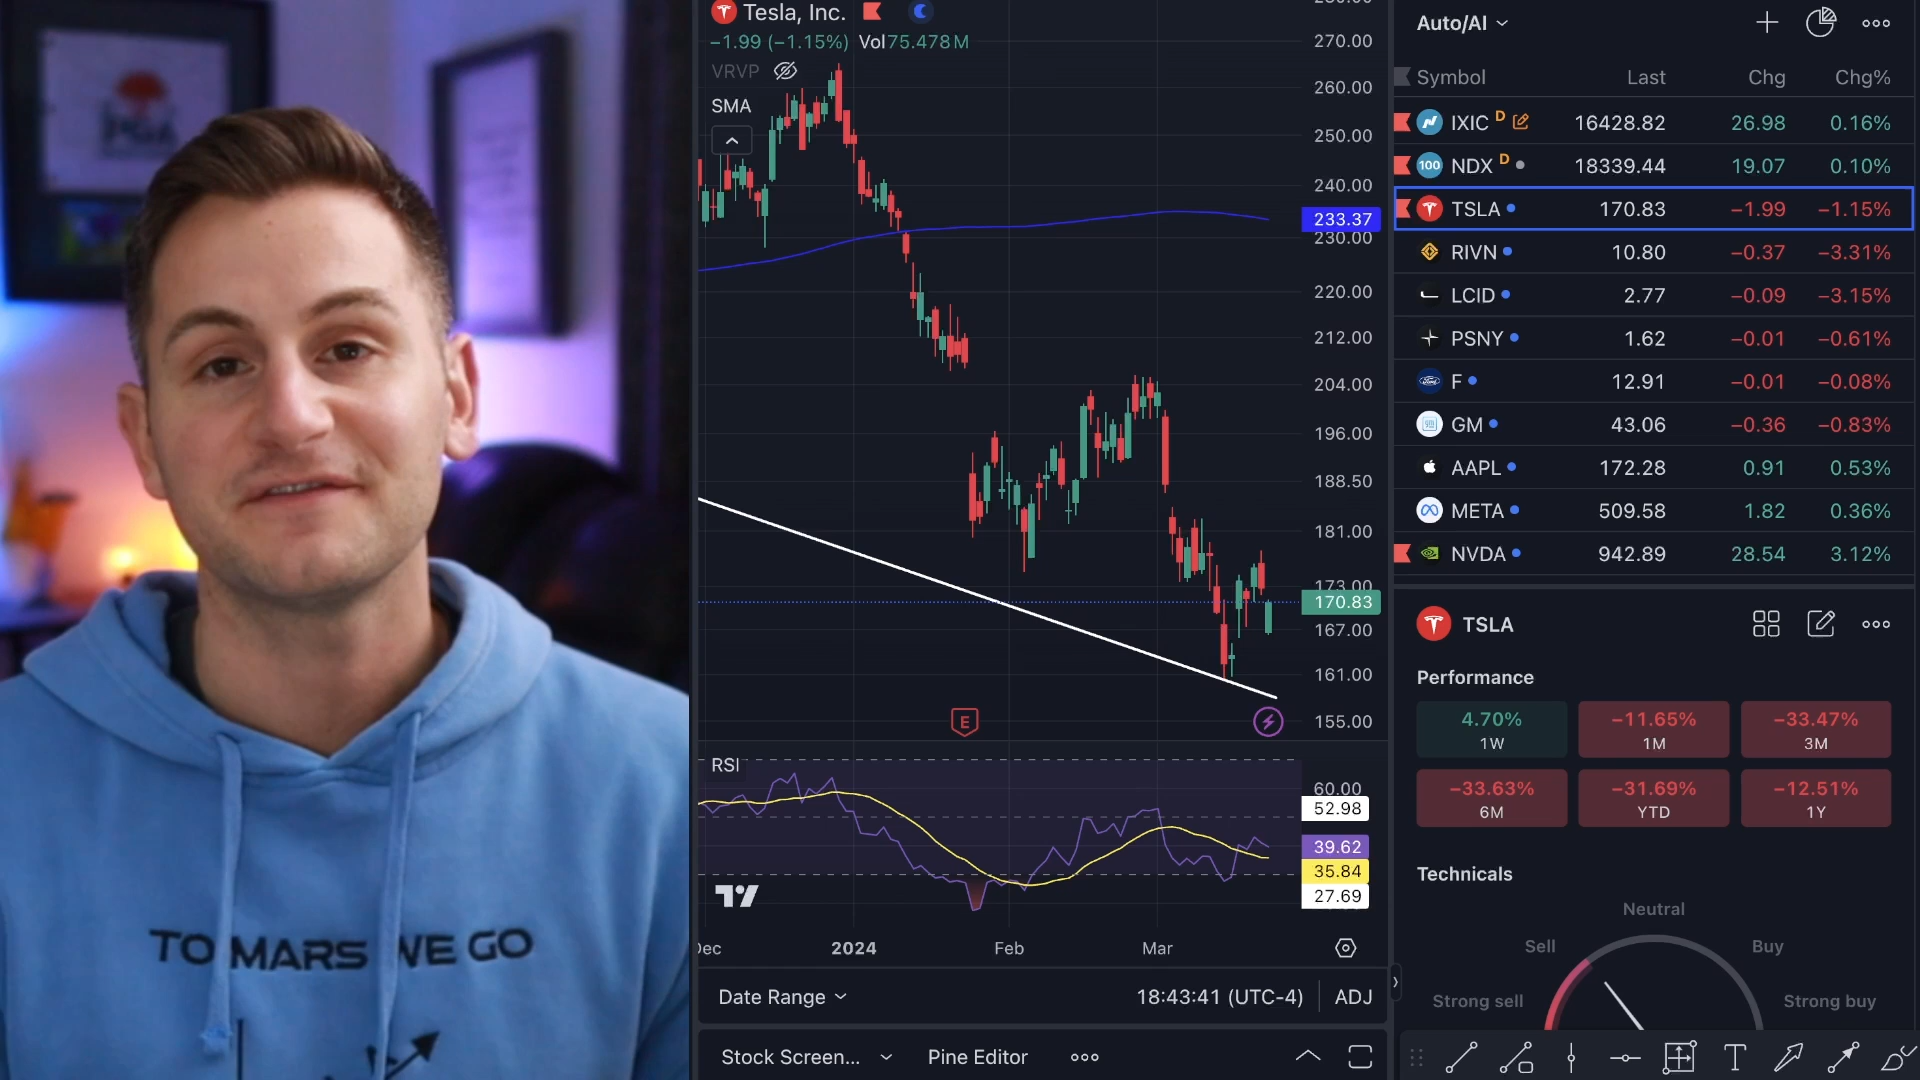 PGA
TO MARS WE GO
Tesla, Inc.
−1.99 (−1.15%) Vol 75.478 M
VRVP
SMA
270.00
260.00
250.00
240.00
233.37
230.00
220.00
212.00
204.00
196.00
188.50
181.00
173.00
170.83
167.00
161.00
155.00
E
RSI
60.00
52.98
39.62
35.84
27.69
2024 Feb Mar
Date Range 18:43:41 (UTC-4) ADJ
Stock Screen... Pine Editor
Auto/AI
Symbol Last Chg Chg%
IXIC D 16428.82 26.98 0.16%
100 NDX D 18339.44 19.07 0.10%
TSLA 170.83 −1.99 −1.15%
RIVN 10.80 −0.37 −3.31%
LCID 2.77 −0.09 −3.15%
PSNY 1.62 −0.01 −0.61%
F 12.91 −0.01 −0.08%
GM 43.06 −0.36 −0.83%
AAPL 172.28 0.91 0.53%
META 509.58 1.82 0.36%
NVDA 942.89 28.54 3.12%
TSLA
Performance
4.70% −11.65% −33.47%
1W 1M 3M
−33.63% −31.69% −12.51%
6M YTD 1Y
Technicals
Neutral
Sell Buy
Strong sell Strong buy